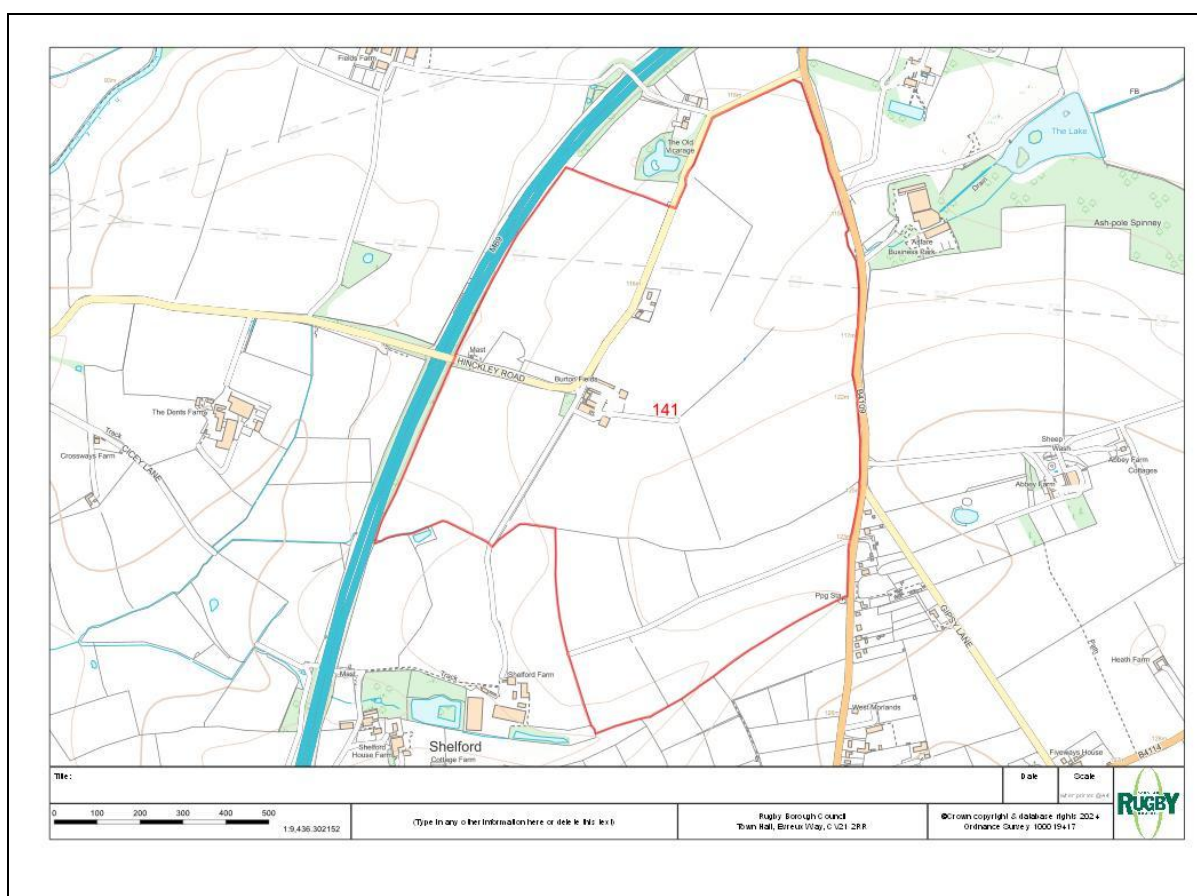 Fields Farm
FB
The Lake
The Old
Vicarage
Drain
Ash-pole Spinney
Business Park
M69
Mast
HINCKLEY ROAD
Burton Fields
141
B4109
The Dents Farm
Track
Crossways Farm
CICEY LANE
Sheep
Wash
Abbey Farm
Cottages
Abbey Farm
Ppg Sta
GIPSY LANE
Path
Heath Farm
Mast
Track
Shelford Farm
West Morlands
Shelford
House Farm
Shelford
Cottage Farm
Fiveways House
B4114
Title:
Date
Scale
0 100 200 300 400 500
1:9,436.302152
(Type in any other information here or delete this text)
Rugby Borough Council
Town Hall, Evreux Way, CV21 2RR
©Crown copyright & database rights 2024
Ordnance Survey 100019417
RUGBY